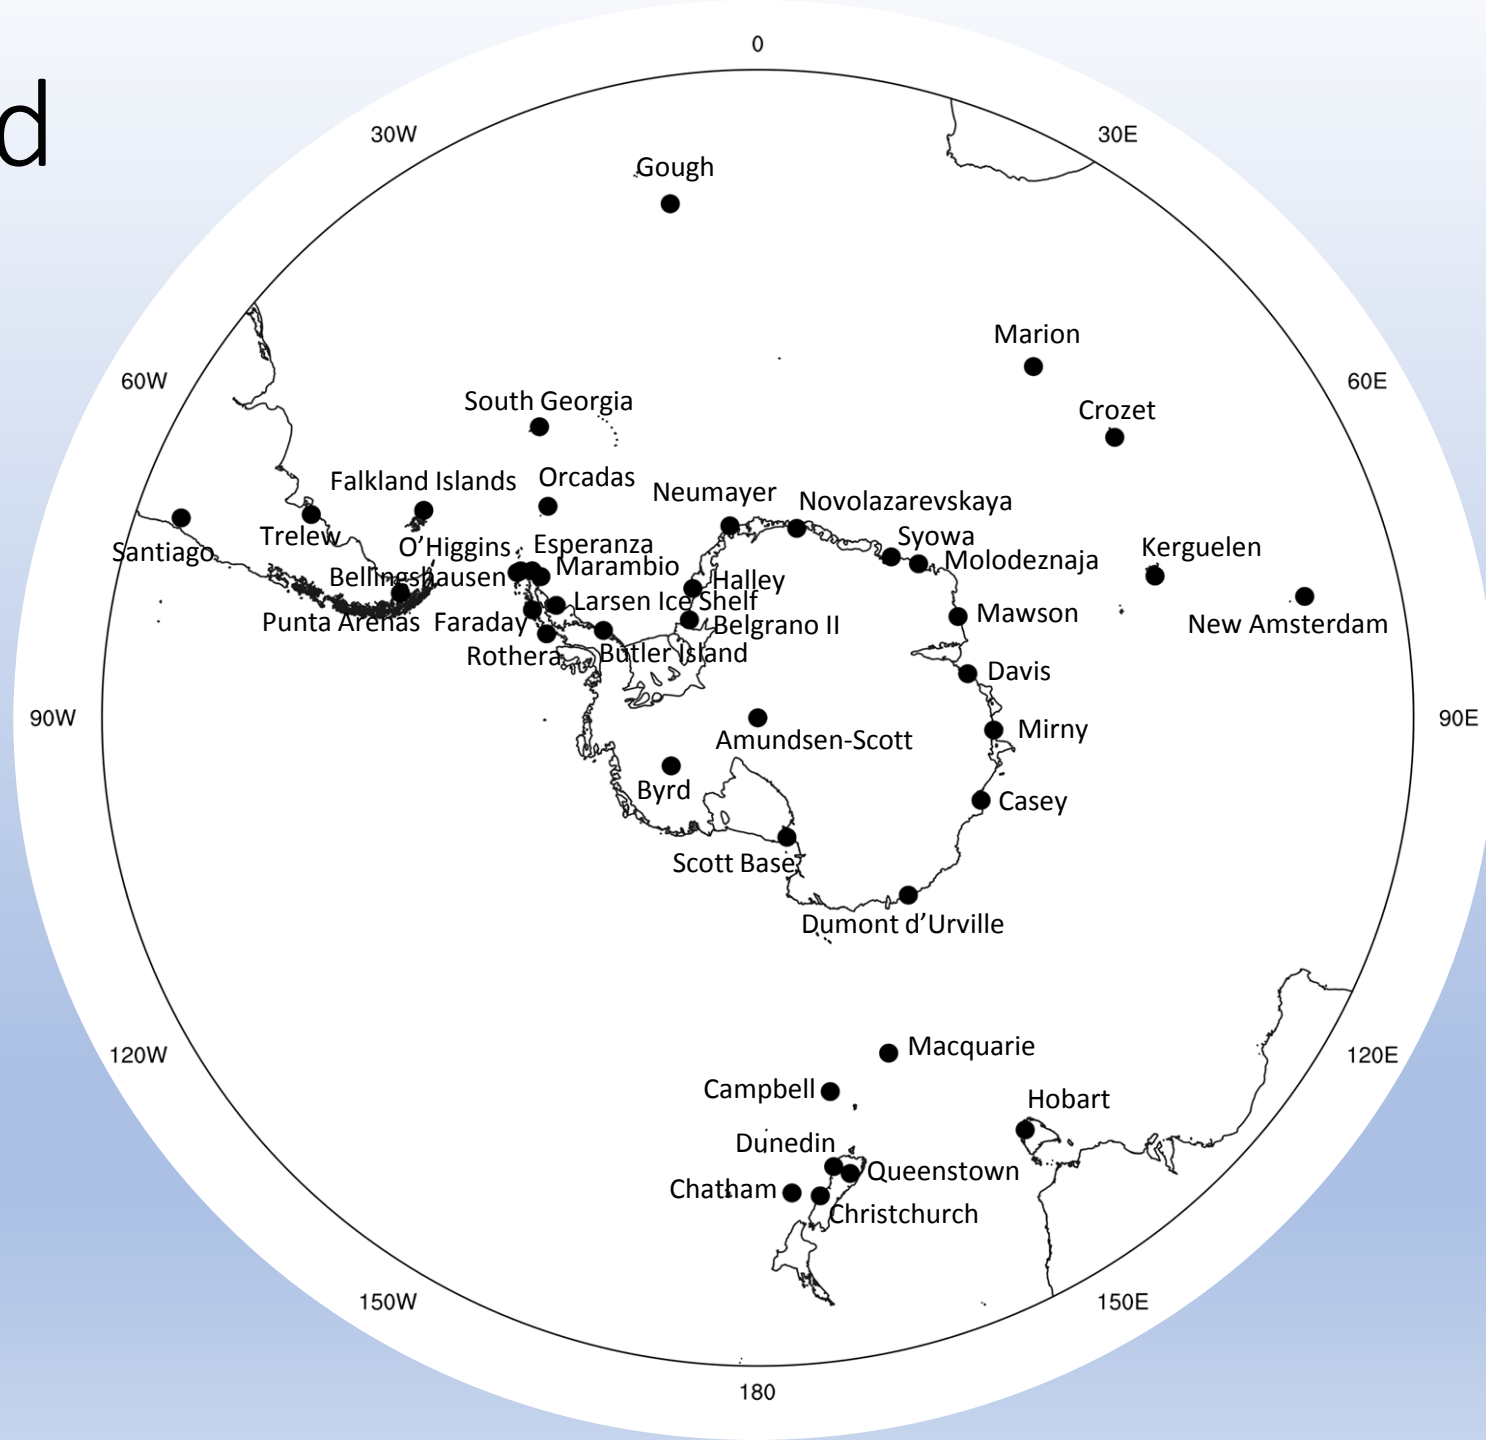 d
0
30W
30E
Gough
Marion
60W
60E
South Georgia
Crozet
Falkland Islands
Orcadas
Neumayer
Novolazarevskaya
Trelew
Syowa
Santiago
O’Higgins
Esperanza
Molodeznaja
Kerguelen
Bellingshausen
Marambio
Halley
Larsen Ice Shelf
Mawson
New Amsterdam
Punta Arenas
Faraday
Belgrano II
Rothera
Butler Island
Davis
90W
90E
Mirny
Amundsen-Scott
Byrd
Casey
Scott Base
Dumont d’Urville
120W
120E
Macquarie
Campbell
Hobart
Dunedin
Queenstown
Chatham
Christchurch
150W
150E
180